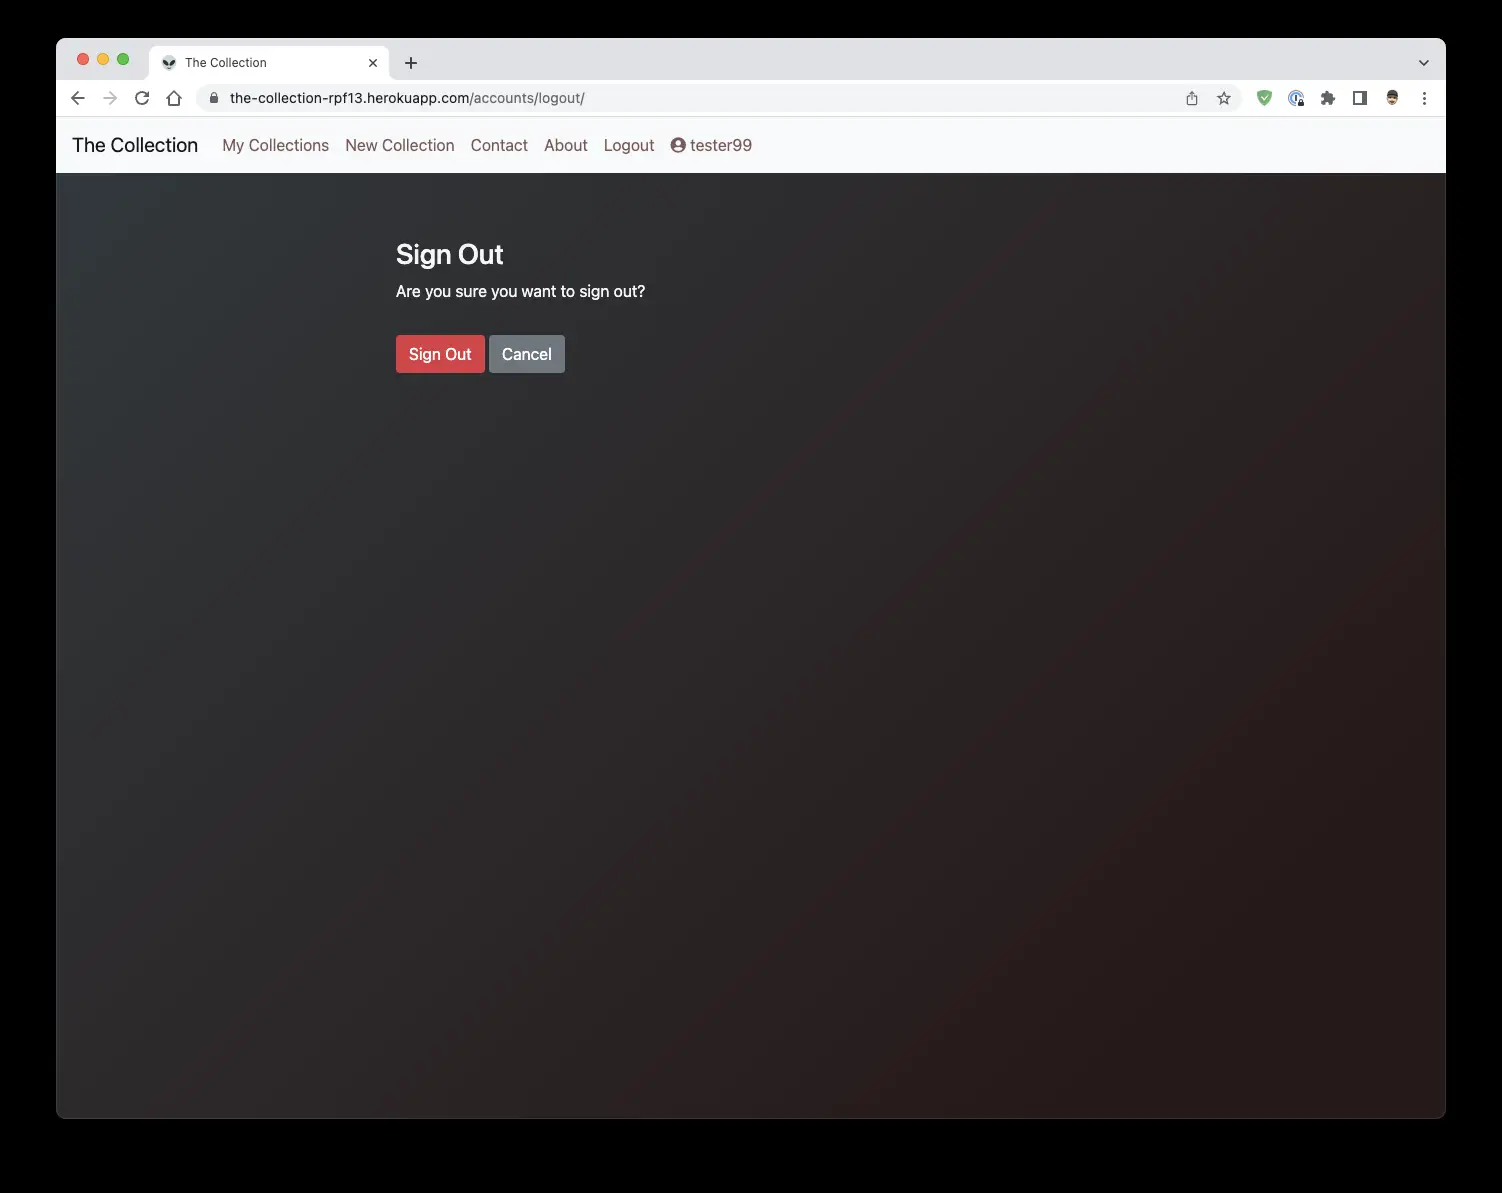 The Collection
the-collection-rpf13.herokuapp.com/accounts/logout/
The Collection My Collections New Collection Contact About Logout tester99
Sign Out
Are you sure you want to sign out?
Sign Out Cancel